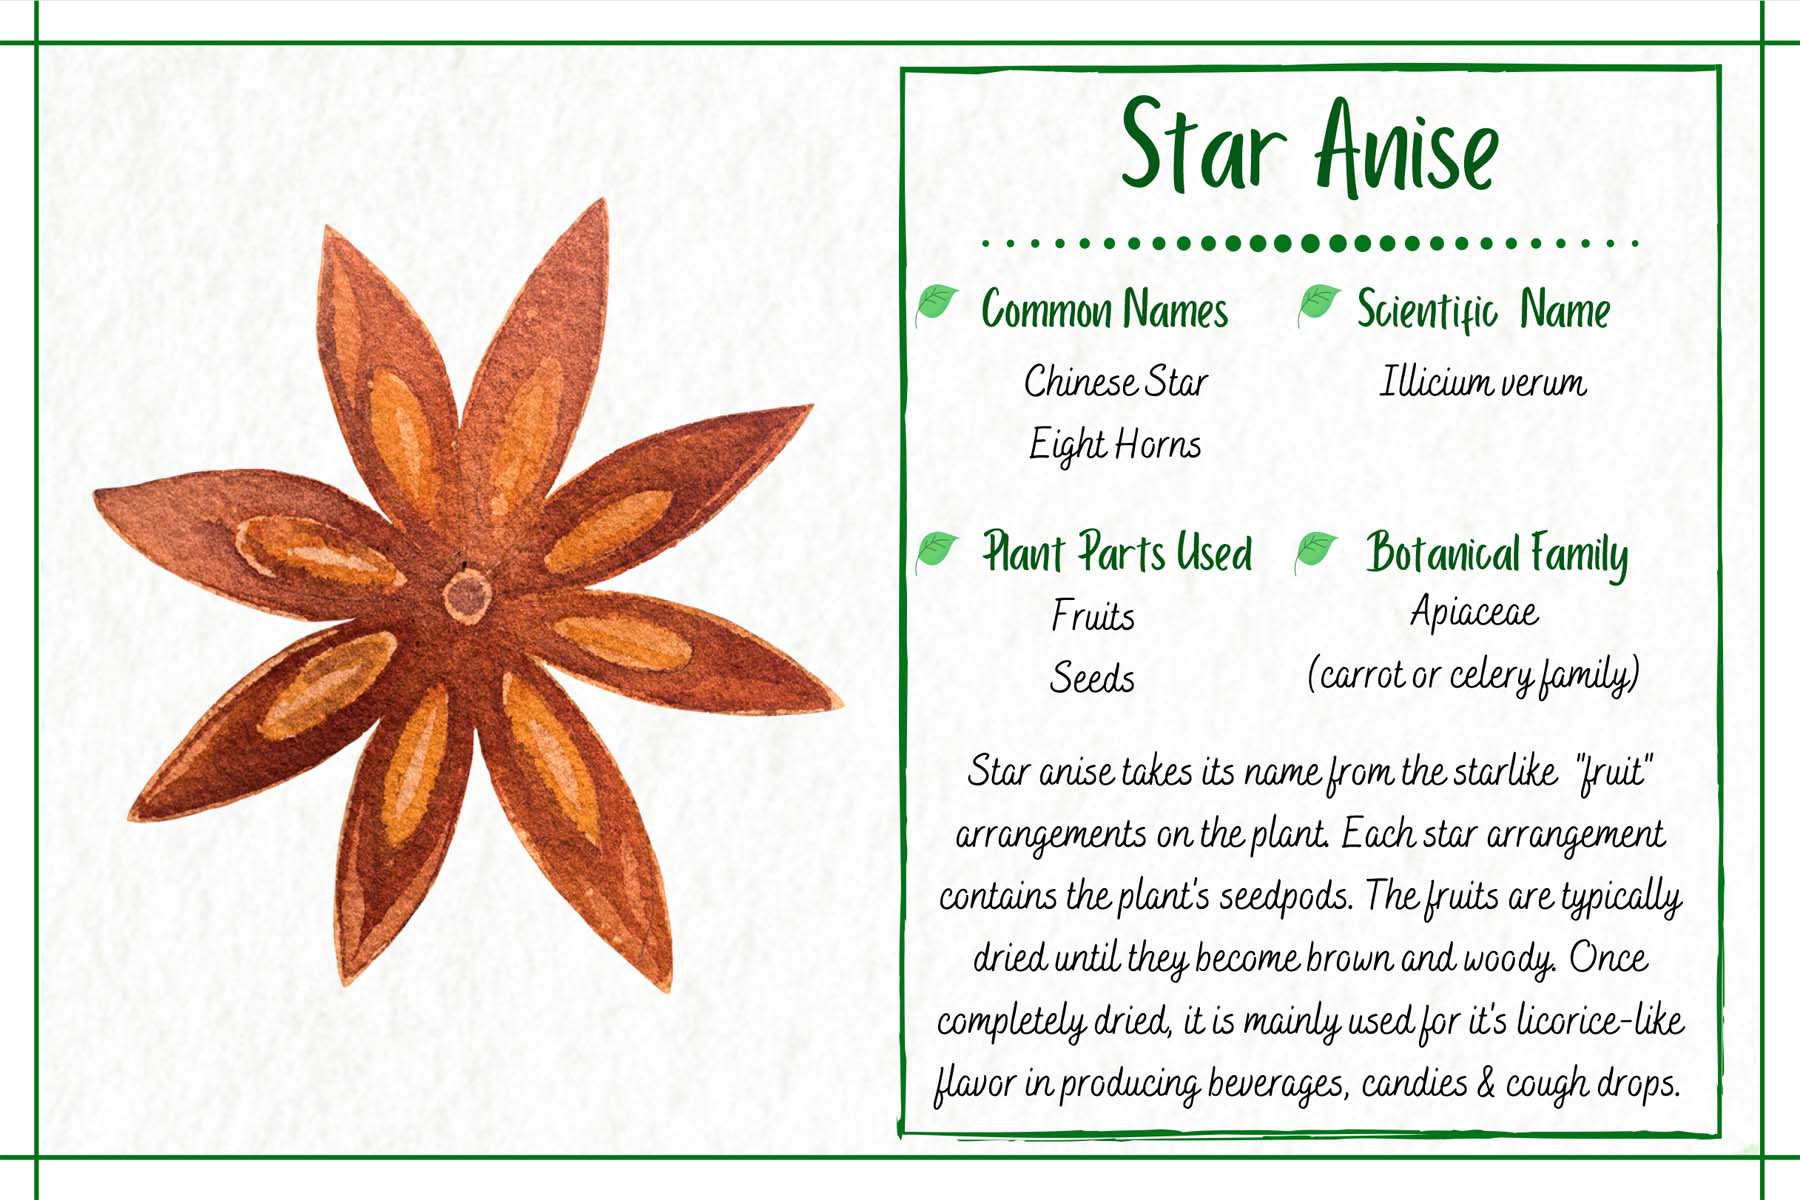 Star Anise
Common Names
Chinese Star
Eight Horns
Scientific Name
Illicium verum
Plant Parts Used
Fruits
Seeds
Botanical Family
Apiaceae
(carrot or celery family)
Star anise takes its name from the starlike "fruit"
arrangements on the plant. Each star arrangement
contains the plant's seedpods. The fruits are typically
dried until they become brown and woody. Once
completely dried, it is mainly used for it's licorice-like
flavor in producing beverages, candies & cough drops.